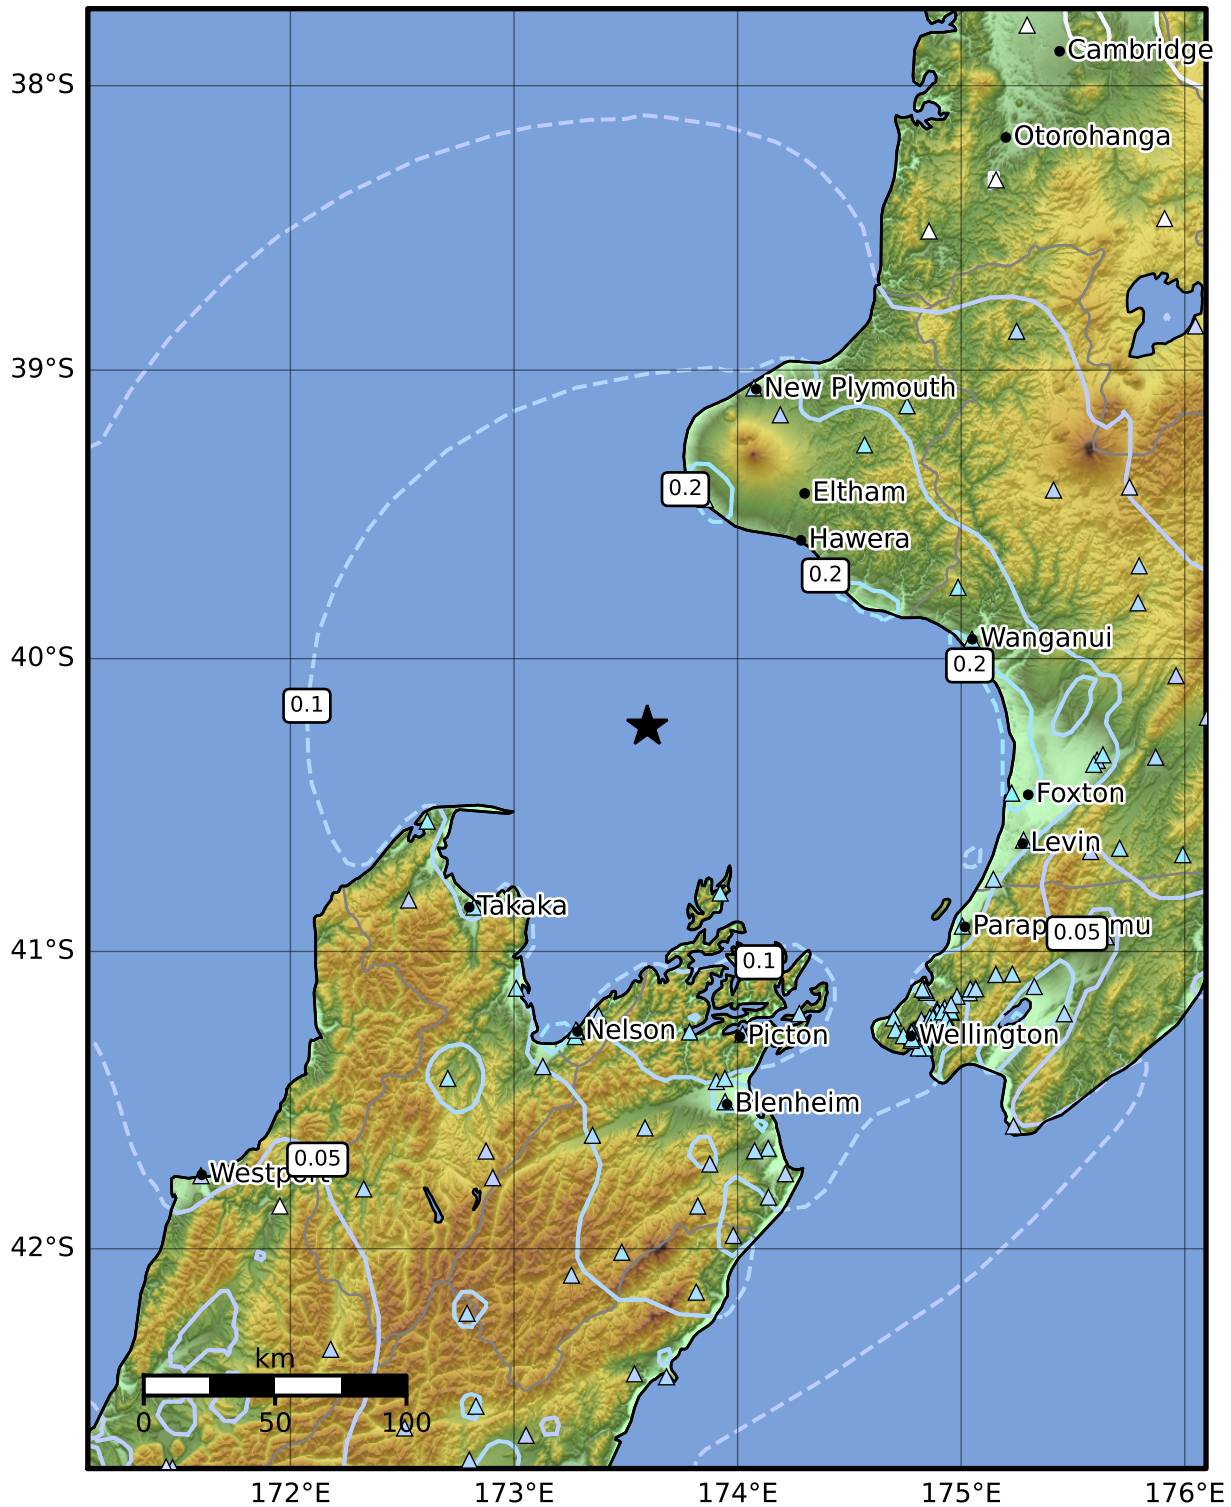 38°S
Cambridge
Otorohanga
39°S
New Plymouth
0.2
Eltham
Hawera
0.2
Wanganui
40°S
0.2
0.1
Foxton
Levin
Takaka
41°S
0.1
0.05
Nelson
Picton
Wellington
Blenheim
0.05
42°S
km
0 50 100
172°E 173°E 174°E 175°E 176°E